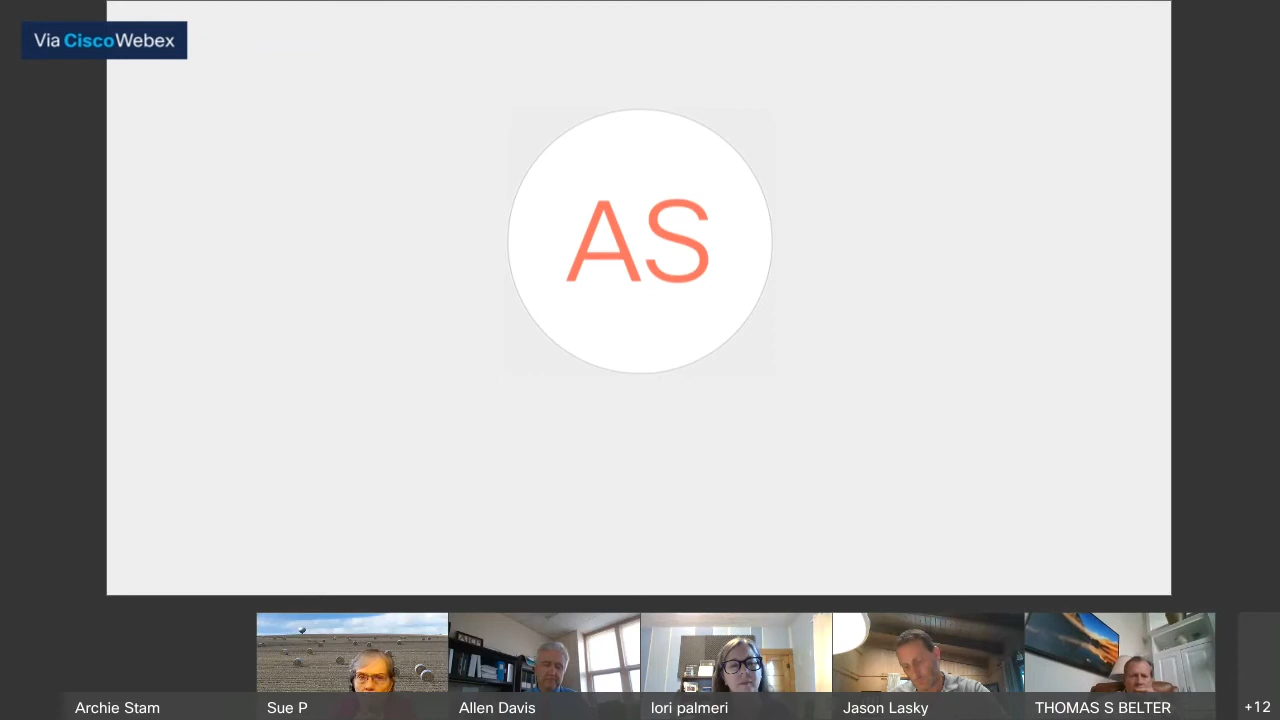 Via CiscoWebex
AS
Archie Stam
Sue P
Allen Davis
lori palmeri
Jason Lasky
THOMAS S BELTER
+12